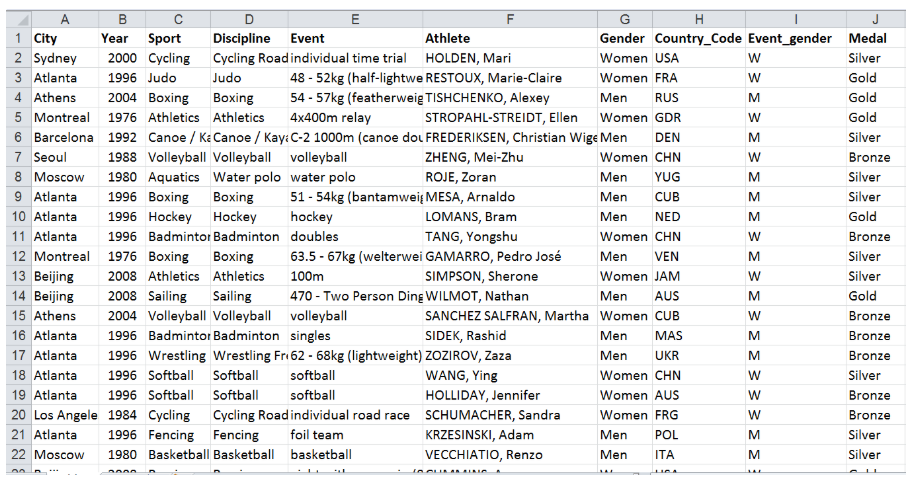 A B C D E F G H I J
1 City Year Sport Discipline Event Athlete Gender Country_Code Event_gender Medal
2 Sydney 2000 Cycling Cycling Road individual time trial HOLDEN, Mari Women USA W Silver
3 Atlanta 1996 Judo Judo 48 - 52kg (half-lightwe RESTOUX, Marie-Claire Women FRA W Gold
4 Athens 2004 Boxing Boxing 54 - 57kg (featherweig TISHCHENKO, Alexey Men RUS M Gold
5 Montreal 1976 Athletics Athletics 4x400m relay STROPAHL-STREIDT, Ellen Women GDR W Gold
6 Barcelona 1992 Canoe / Ka Canoe / Kaya C-2 1000m (canoe dou FREDERIKSEN, Christian Wige Men DEN M Silver
7 Seoul 1988 Volleyball Volleyball volleyball ZHENG, Mei-Zhu Women CHN W Bronze
8 Moscow 1980 Aquatics Water polo water polo ROJE, Zoran Men YUG M Silver
9 Atlanta 1996 Boxing Boxing 51 - 54kg (bantamweig MESA, Arnaldo Men CUB M Silver
10 Atlanta 1996 Hockey Hockey hockey LOMANS, Bram Men NED M Gold
11 Atlanta 1996 Badminton Badminton doubles TANG, Yongshu Women CHN W Bronze
12 Montreal 1976 Boxing Boxing 63.5 - 67kg (welterwei GAMARRO, Pedro José Men VEN M Silver
13 Beijing 2008 Athletics Athletics 100m SIMPSON, Sherone Women JAM W Silver
14 Beijing 2008 Sailing Sailing 470 - Two Person Ding WILMOT, Nathan Men AUS M Gold
15 Athens 2004 Volleyball Volleyball volleyball SANCHEZ SALFRAN, Martha Women CUB W Bronze
16 Atlanta 1996 Badminton Badminton singles SIDEK, Rashid Men MAS M Bronze
17 Atlanta 1996 Wrestling Wrestling Fre 62 - 68kg (lightweight) ZOZIROV, Zaza Men UKR M Bronze
18 Atlanta 1996 Softball Softball softball WANG, Ying Women CHN W Silver
19 Atlanta 1996 Softball Softball softball HOLLIDAY, Jennifer Women AUS W Bronze
20 Los Angele 1984 Cycling Cycling Road individual road race SCHUMACHER, Sandra Women FRG W Bronze
21 Atlanta 1996 Fencing Fencing foil team KRZESINSKI, Adam Men POL M Silver
22 Moscow 1980 Basketball Basketball basketball VECCHIATIO, Renzo Men ITA M Silver